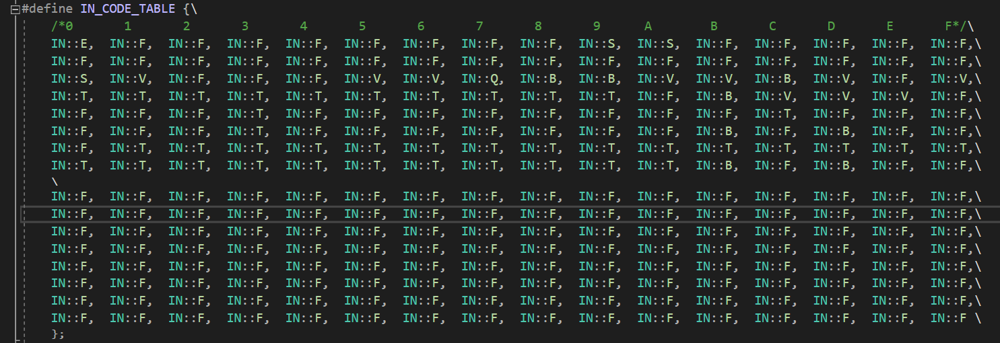 #define IN_CODE_TABLE {\
/*0 1 2 3 4 5 6 7 8 9 A B C D E F*/\
IN::E, IN::F, IN::F, IN::F, IN::F, IN::F, IN::F, IN::F, IN::F, IN::S, IN::S, IN::F, IN::F, IN::F, IN::F, IN::F,\
IN::F, IN::F, IN::F, IN::F, IN::F, IN::F, IN::F, IN::F, IN::F, IN::F, IN::F, IN::F, IN::F, IN::F, IN::F, IN::F,\
IN::S, IN::V, IN::F, IN::F, IN::F, IN::V, IN::V, IN::Q, IN::B, IN::B, IN::V, IN::V, IN::B, IN::V, IN::F, IN::V,\
IN::T, IN::T, IN::T, IN::T, IN::T, IN::T, IN::T, IN::T, IN::T, IN::T, IN::F, IN::B, IN::V, IN::V, IN::V, IN::F,\
IN::F, IN::F, IN::F, IN::T, IN::F, IN::F, IN::F, IN::F, IN::F, IN::F, IN::F, IN::F, IN::T, IN::F, IN::F, IN::F,\
IN::F, IN::F, IN::F, IN::T, IN::F, IN::F, IN::F, IN::F, IN::F, IN::F, IN::F, IN::B, IN::F, IN::B, IN::F, IN::F,\
IN::F, IN::T, IN::T, IN::T, IN::T, IN::T, IN::T, IN::T, IN::T, IN::T, IN::T, IN::T, IN::T, IN::T, IN::T, IN::T,\
IN::T, IN::T, IN::T, IN::T, IN::T, IN::T, IN::T, IN::T, IN::T, IN::T, IN::T, IN::B, IN::F, IN::B, IN::F, IN::F,\
\
IN::F, IN::F, IN::F, IN::F, IN::F, IN::F, IN::F, IN::F, IN::F, IN::F, IN::F, IN::F, IN::F, IN::F, IN::F, IN::F,\
IN::F, IN::F, IN::F, IN::F, IN::F, IN::F, IN::F, IN::F, IN::F, IN::F, IN::F, IN::F, IN::F, IN::F, IN::F, IN::F,\
IN::F, IN::F, IN::F, IN::F, IN::F, IN::F, IN::F, IN::F, IN::F, IN::F, IN::F, IN::F, IN::F, IN::F, IN::F, IN::F,\
IN::F, IN::F, IN::F, IN::F, IN::F, IN::F, IN::F, IN::F, IN::F, IN::F, IN::F, IN::F, IN::F, IN::F, IN::F, IN::F,\
IN::F, IN::F, IN::F, IN::F, IN::F, IN::F, IN::F, IN::F, IN::F, IN::F, IN::F, IN::F, IN::F, IN::F, IN::F, IN::F,\
IN::F, IN::F, IN::F, IN::F, IN::F, IN::F, IN::F, IN::F, IN::F, IN::F, IN::F, IN::F, IN::F, IN::F, IN::F, IN::F,\
IN::F, IN::F, IN::F, IN::F, IN::F, IN::F, IN::F, IN::F, IN::F, IN::F, IN::F, IN::F, IN::F, IN::F, IN::F, IN::F,\
IN::F, IN::F, IN::F, IN::F, IN::F, IN::F, IN::F, IN::F, IN::F, IN::F, IN::F, IN::F, IN::F, IN::F, IN::F, IN::F \
};